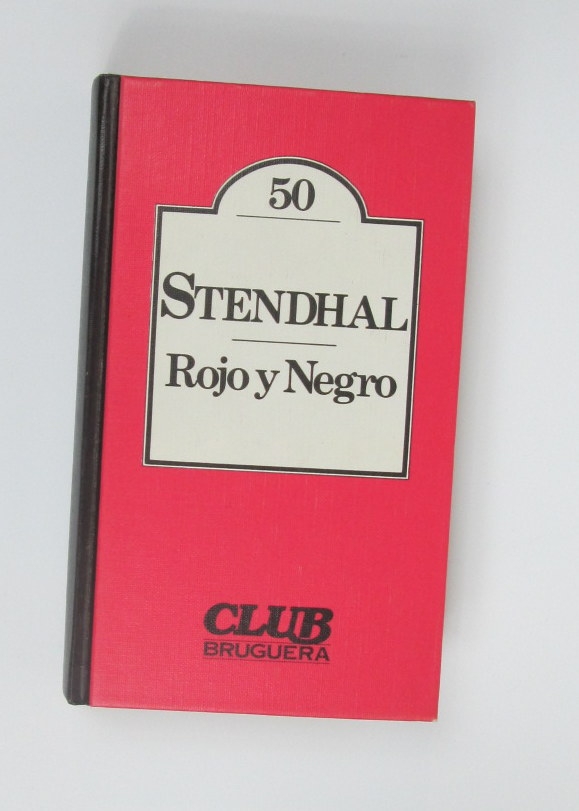 50
STENDHAL
Rojo y Negro
CLUB
BRUGUERA